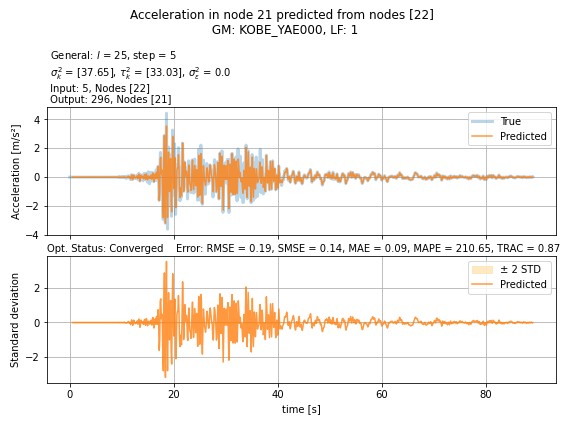 Acceleration in node 21 predicted from nodes [22]
GM: KOBE_YAE000, LF: 1
General: l = 25, step = 5
σ²ₖ = [37.65], τ²ₖ = [33.03], σ²ε = 0.0
Input: 5, Nodes [22]
Output: 296, Nodes [21]
Acceleration [m/s²]
4
2
0
−2
−4
True
Predicted
Opt. Status: Converged Error: RMSE = 0.19, SMSE = 0.14, MAE = 0.09, MAPE = 210.65, TRAC = 0.87
Standard deviation
2
0
−2
± 2 STD
Predicted
0 20 40 60 80
time [s]